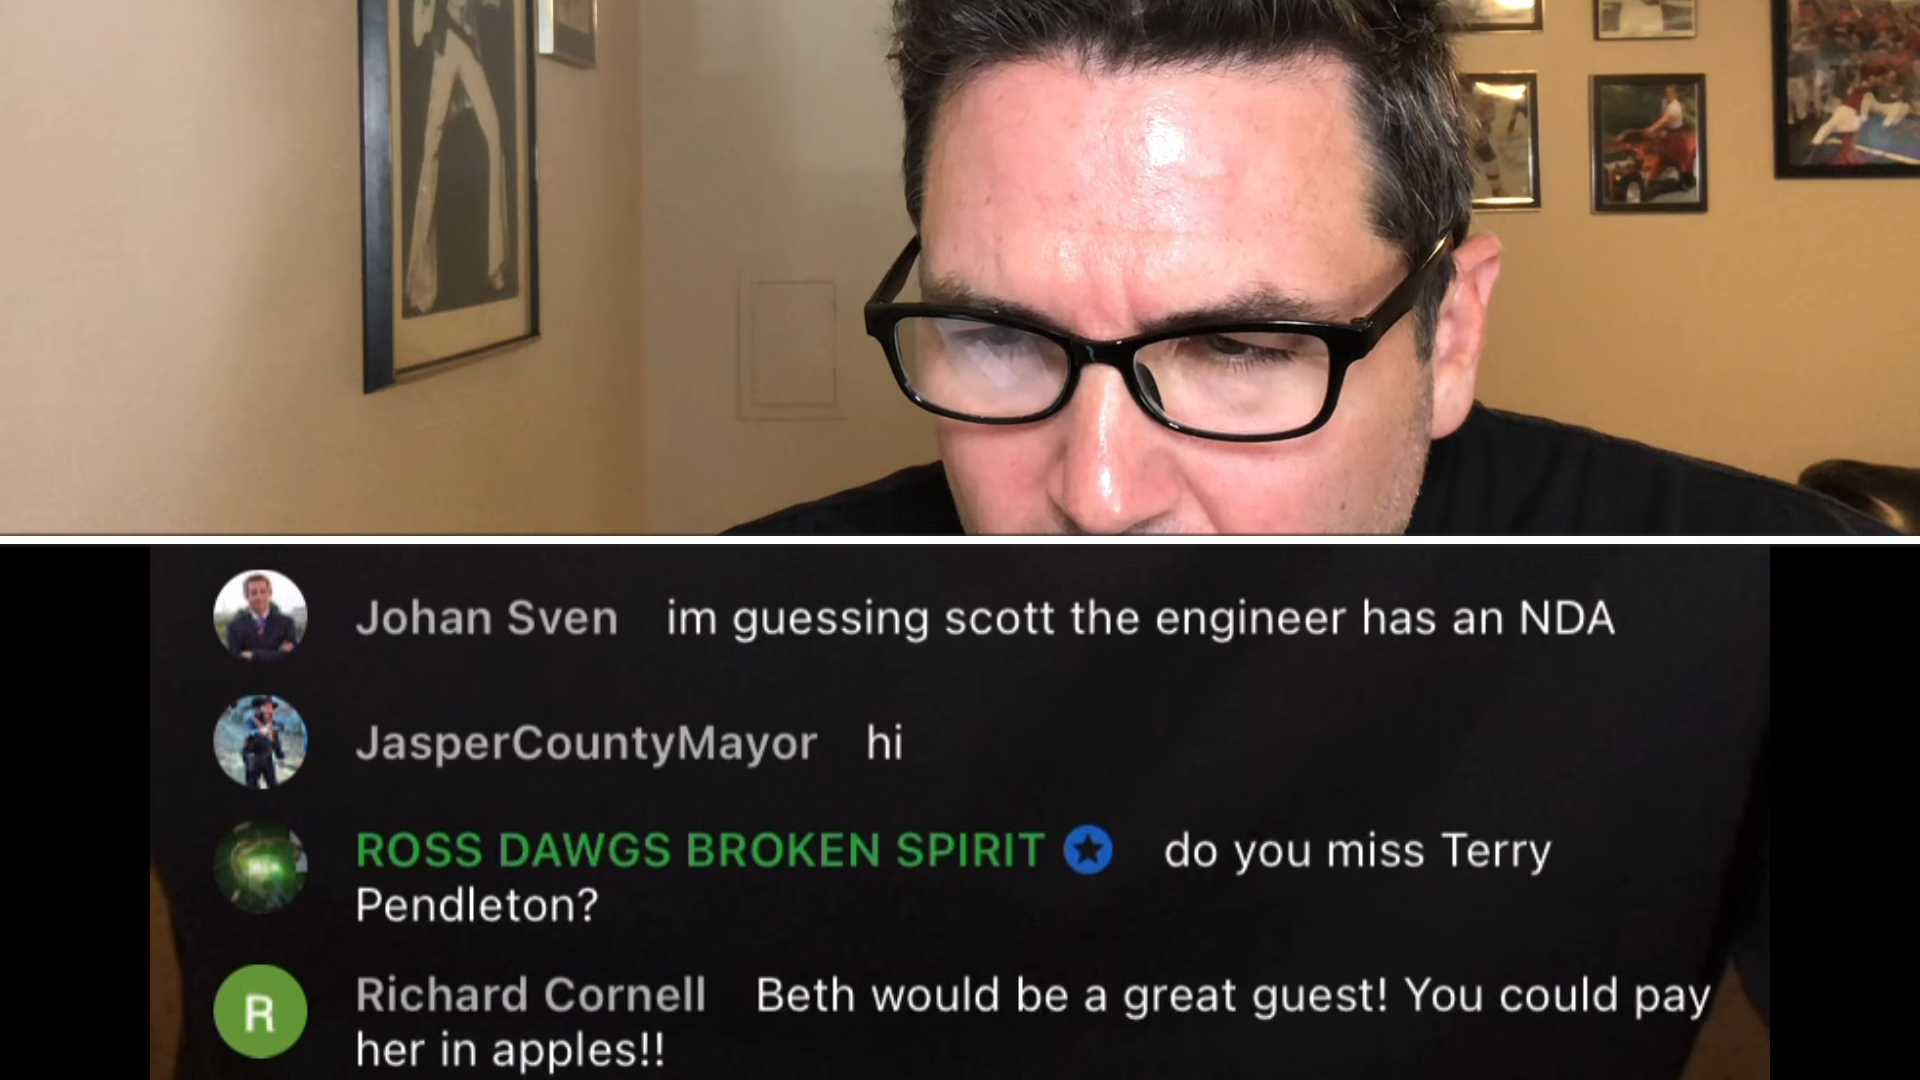 Johan Sven im guessing scott the engineer has an NDA
JasperCountyMayor hi
ROSS DAWGS BROKEN SPIRIT do you miss Terry
Pendleton?
R Richard Cornell Beth would be a great guest! You could pay
her in apples!!